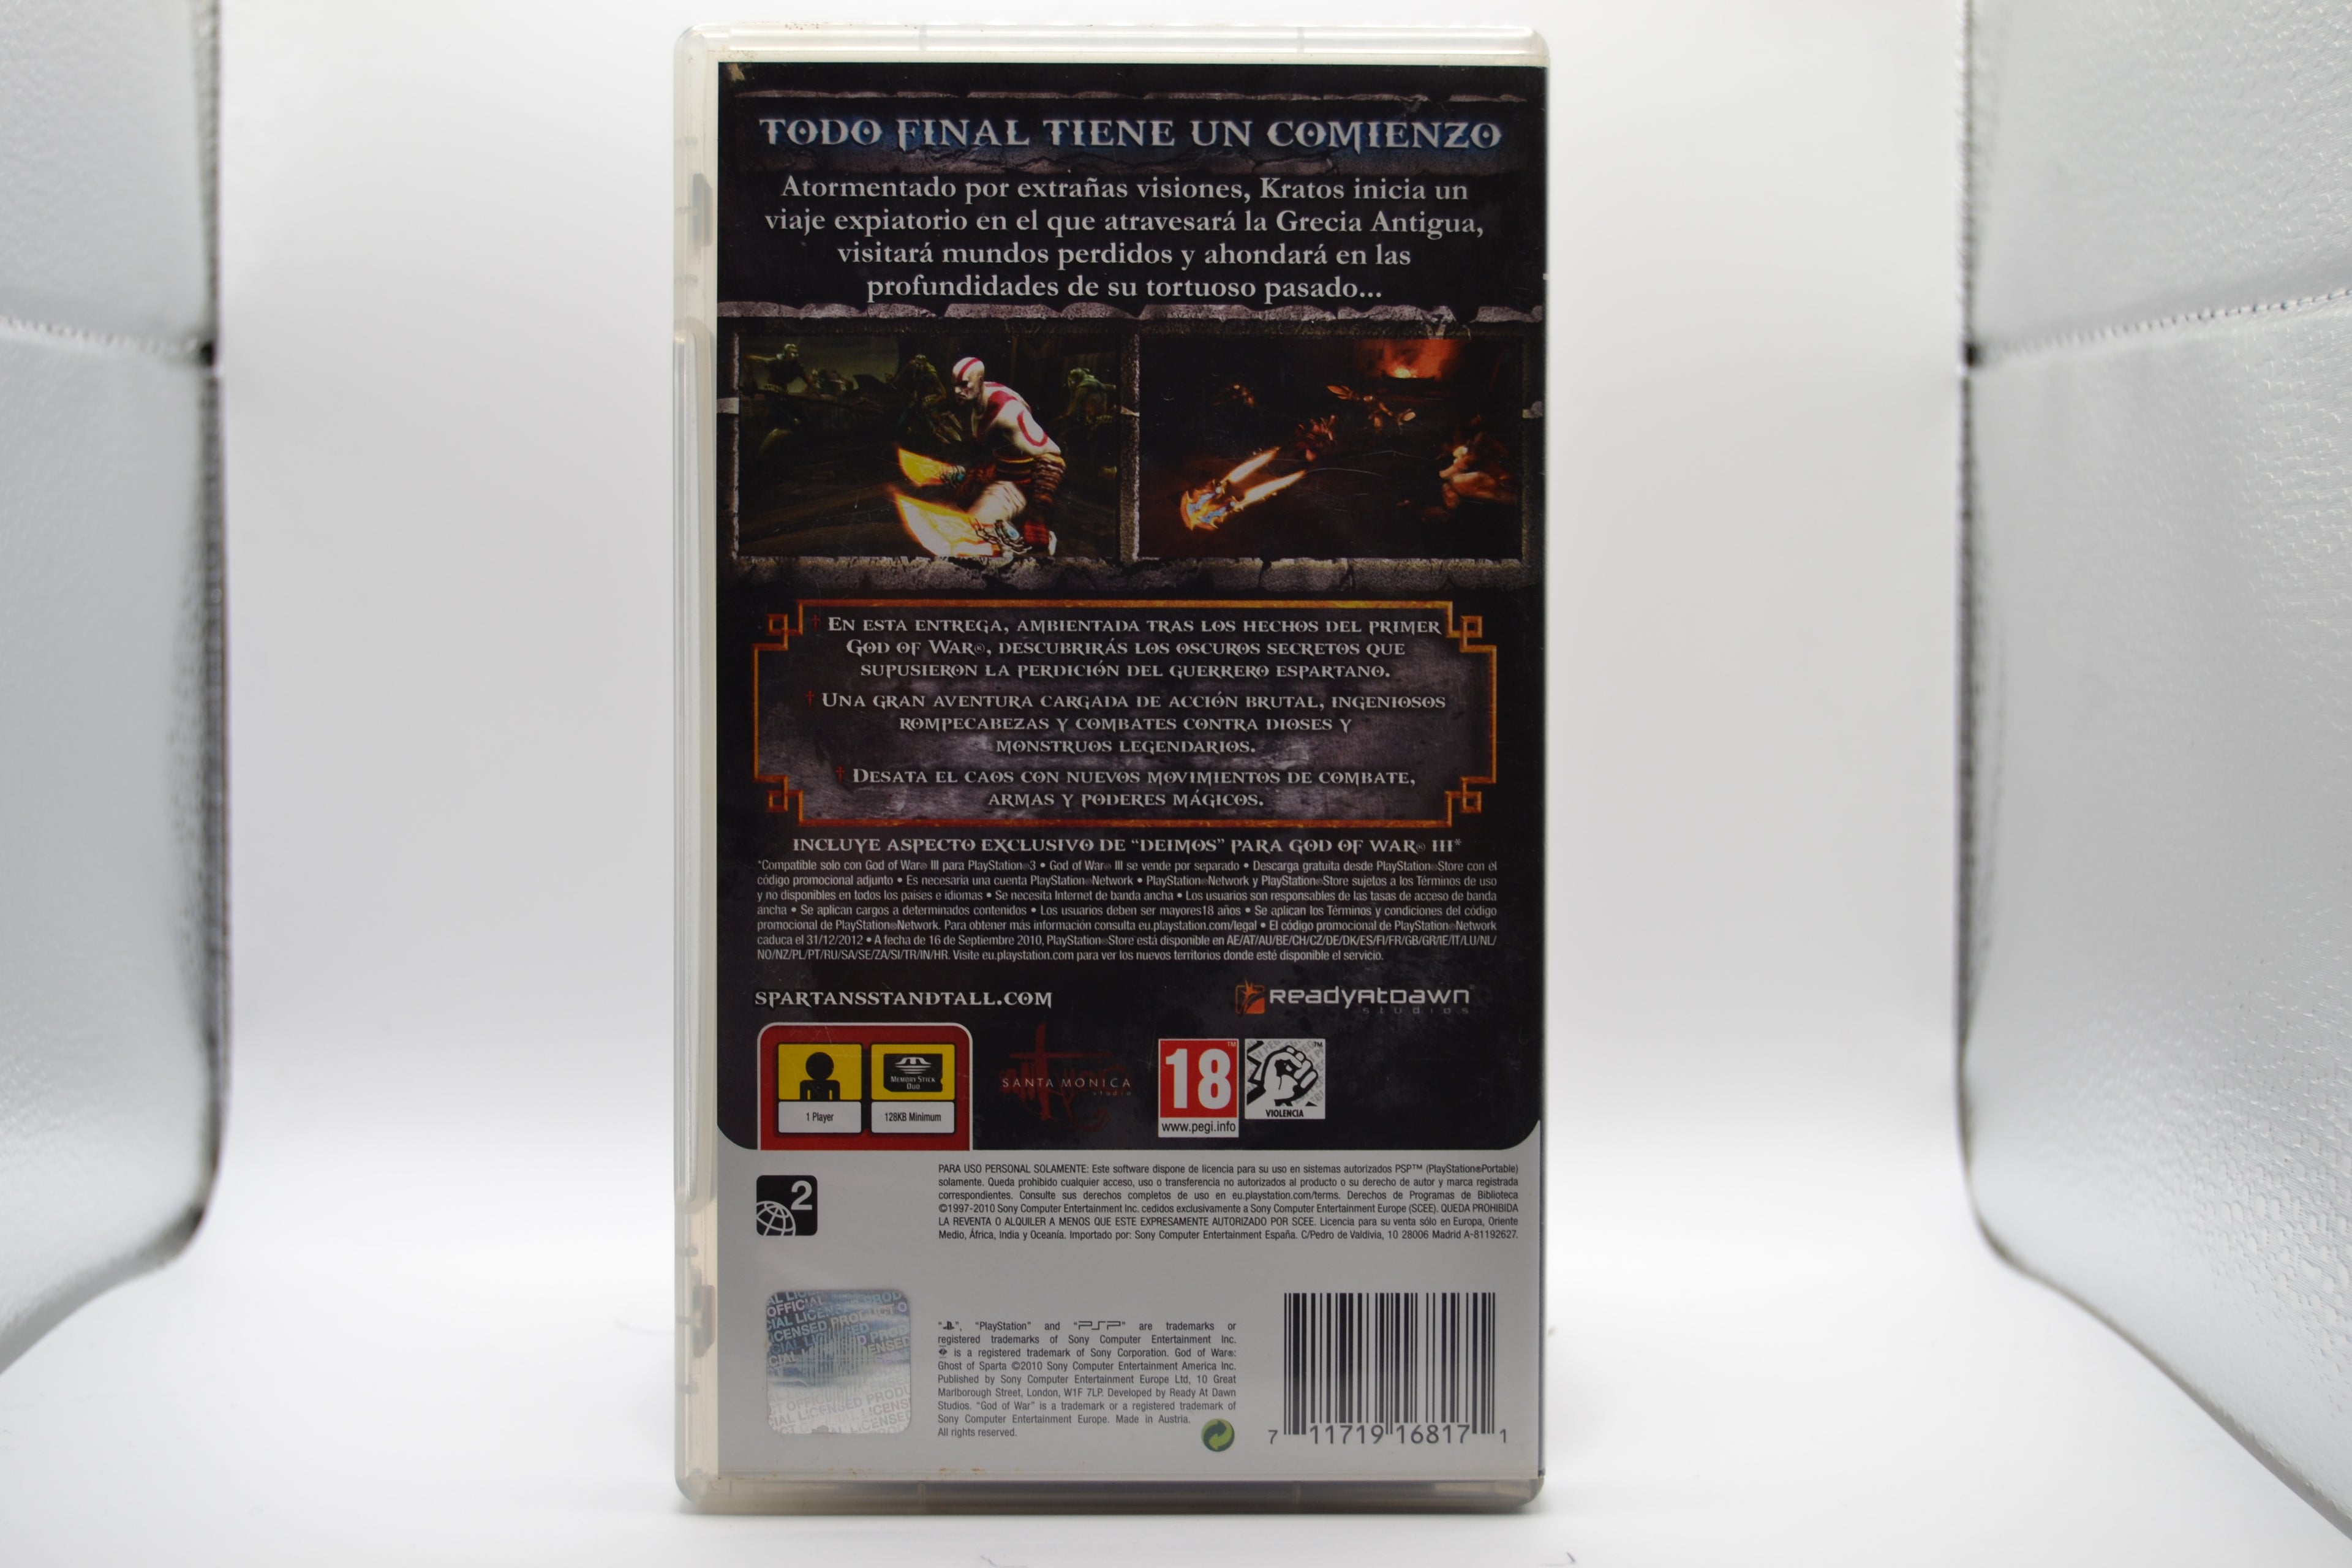 TODO FINAL TIENE UN COMIENZO
Atormentado por extrañas visiones, Kratos inicia un
viaje expiatorio en el que atravesará la Grecia Antigua,
visitará mundos perdidos y ahondará en las
profundidades de su tortuoso pasado...
† EN ESTA ENTREGA, AMBIENTADA TRAS LOS HECHOS DEL PRIMER
GOD OF WAR®, DESCUBRIRÁS LOS OSCUROS SECRETOS QUE
SUPUSIERON LA PERDICIÓN DEL GUERRERO ESPARTANO.
† UNA GRAN AVENTURA CARGADA DE ACCIÓN BRUTAL, INGENIOSOS
ROMPECABEZAS Y COMBATES CONTRA DIOSES Y
MONSTRUOS LEGENDARIOS.
† DESATA EL CAOS CON NUEVOS MOVIMIENTOS DE COMBATE,
ARMAS Y PODERES MÁGICOS.
INCLUYE ASPECTO EXCLUSIVO DE "DEIMOS" PARA GOD OF WAR® III*
*Compatible solo con God of War® III para PlayStation®3 • God of War® III se vende por separado • Descarga gratuita desde PlayStation®Store con el
código promocional adjunto • Es necesaria una cuenta PlayStation®Network • PlayStation®Network y PlayStation®Store sujetos a los Términos de uso
y no disponibles en todos los países e idiomas • Se necesita Internet de banda ancha • Los usuarios son responsables de las tasas de acceso de banda
ancha • Se aplican cargos a determinados contenidos • Los usuarios deben ser mayores18 años • Se aplican los Términos y condiciones del código
promocional de PlayStation®Network. Para obtener más información consulta eu.playstation.com/legal • El código promocional de PlayStation®Network
caduca el 31/12/2012 • A fecha de 16 de Septiembre 2010, PlayStation®Store está disponible en AE/AT/AU/BE/CH/CZ/DE/DK/ES/FI/FR/GB/GR/IE/IT/LU/NL/
NO/NZ/PL/PT/RU/SA/SE/ZA/SI/TR/IN/HR. Visite eu.playstation.com para ver los nuevos territorios donde esté disponible el servicio.
SPARTANSSTANDTALL.COM
ReadyAtDawn
studios
MEMORY STICK
DUO
1 Player
128KB Minimum
SANTA MONICA
studio
18
www.pegi.info
VIOLENCIA
2
PARA USO PERSONAL SOLAMENTE: Este software dispone de licencia para su uso en sistemas autorizados PSP™ (PlayStation®Portable)
solamente. Queda prohibido cualquier acceso, uso o transferencia no autorizados al producto o su derecho de autor y marca registrada
correspondientes. Consulte sus derechos completos de uso en eu.playstation.com/terms. Derechos de Programas de Biblioteca
©1997-2010 Sony Computer Entertainment Inc. cedidos exclusivamente a Sony Computer Entertainment Europe (SCEE). QUEDA PROHIBIDA
LA REVENTA O ALQUILER A MENOS QUE ESTE EXPRESAMENTE AUTORIZADO POR SCEE. Licencia para su venta sólo en Europa, Oriente
Medio, África, India y Oceanía. Importado por: Sony Computer Entertainment España. C/Pedro de Valdivia, 10 28006 Madrid A-81192627.
"PlayStation" and "PSP" are trademarks or
registered trademarks of Sony Computer Entertainment Inc.
is a registered trademark of Sony Corporation. God of War®:
Ghost of Sparta ©2010 Sony Computer Entertainment America Inc.
Published by Sony Computer Entertainment Europe Ltd, 10 Great
Marlborough Street, London, W1F 7LP. Developed by Ready At Dawn
Studios. "God of War" is a trademark or a registered trademark of
Sony Computer Entertainment Europe. Made in Austria.
All rights reserved.
7 11719 16817 1